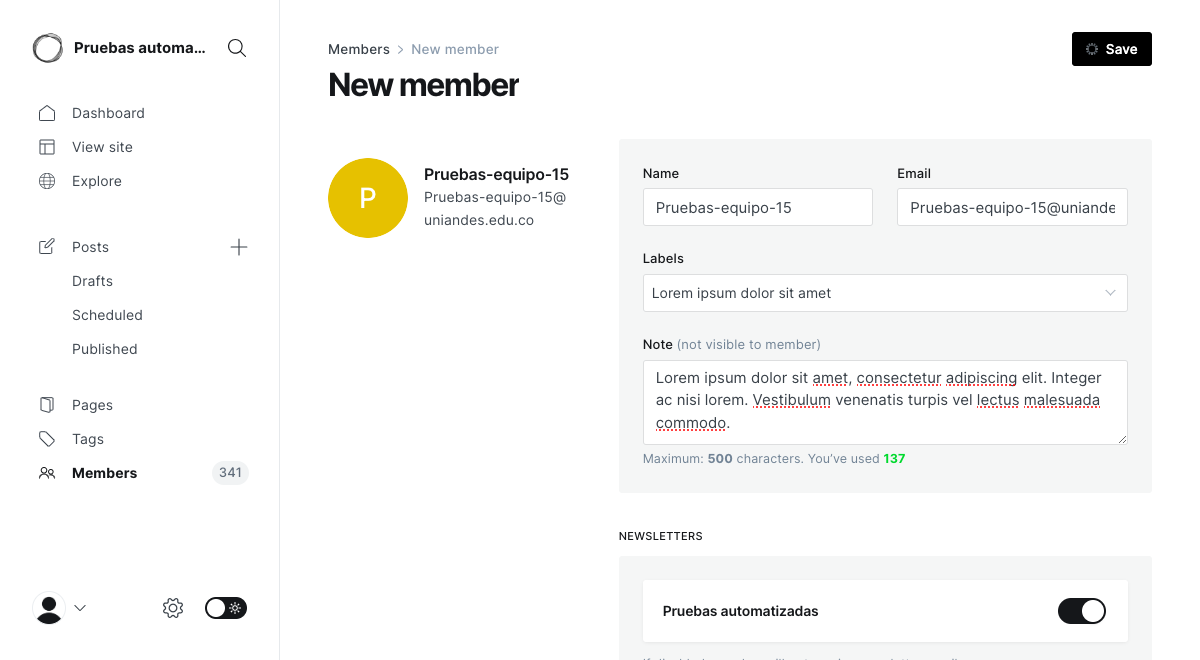 Pruebas automa...
Dashboard
View site
Explore
Posts
Drafts
Scheduled
Published
Pages
Tags
Members 341
Members > New member
Save
New member
P
Pruebas-equipo-15
Pruebas-equipo-15@
uniandes.edu.co
Name
Pruebas-equipo-15
Email
Pruebas-equipo-15@uniande
Labels
Lorem ipsum dolor sit amet
Note (not visible to member)
Lorem ipsum dolor sit amet, consectetur adipiscing elit. Integer
ac nisi lorem. Vestibulum venenatis turpis vel lectus malesuada
commodo.
Maximum: 500 characters. You’ve used 137
NEWSLETTERS
Pruebas automatizadas